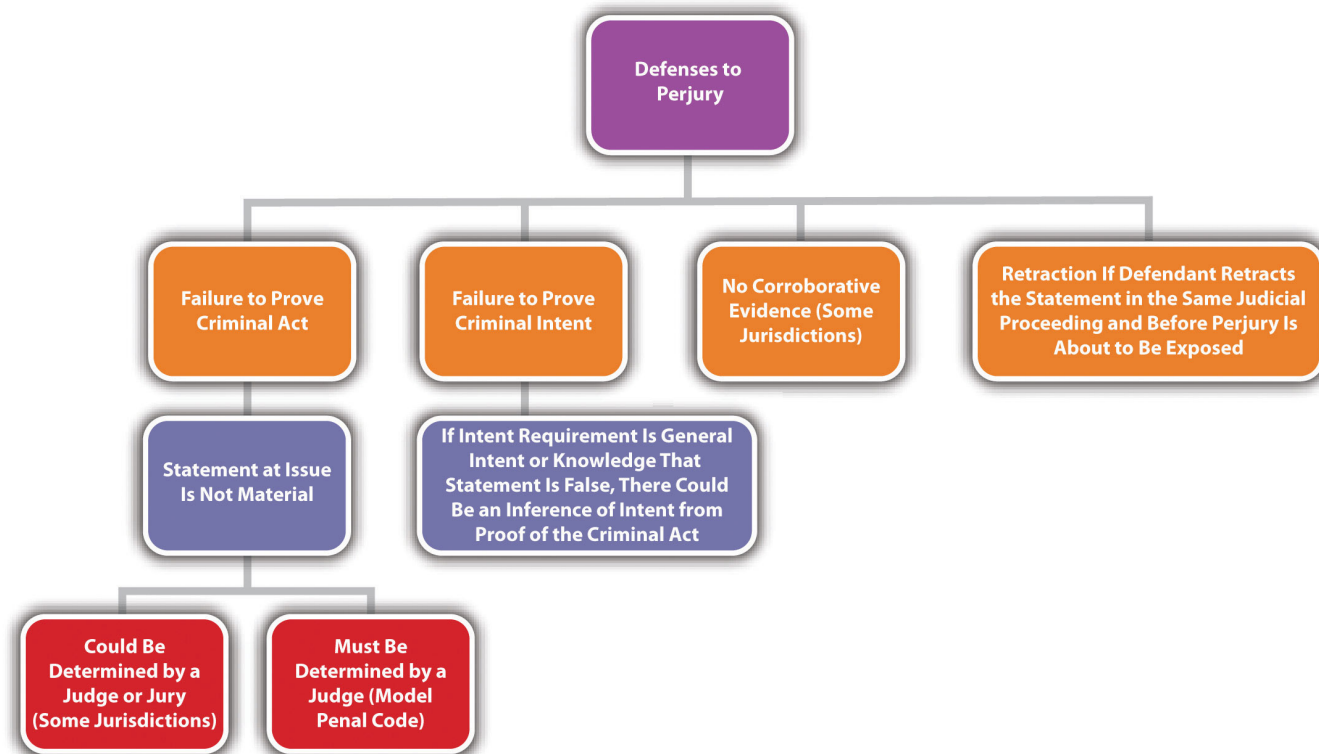 Defenses to
Perjury
Failure to Prove
Criminal Act
Failure to Prove
Criminal Intent
No Corroborative
Evidence (Some
Jurisdictions)
Retraction If Defendant Retracts
the Statement in the Same Judicial
Proceeding and Before Perjury Is
About to Be Exposed
Statement at Issue
Is Not Material
If Intent Requirement Is General
Intent or Knowledge That
Statement Is False, There Could
Be an Inference of Intent from
Proof of the Criminal Act
Could Be
Determined by a
Judge or Jury
(Some Jurisdictions)
Must Be
Determined by a
Judge (Model
Penal Code)